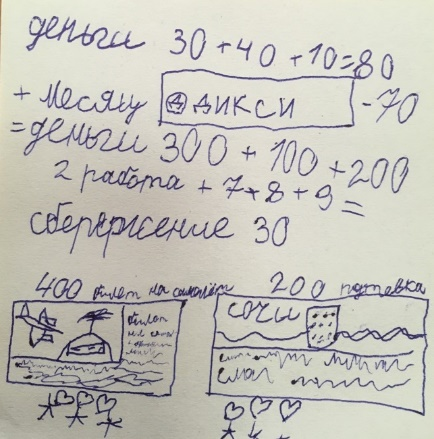 деньги 30 + 40 + 10 = 80
+ месяцу Д ДИКСИ - 70
= деньги 300 + 100 + 200
2 работа + 7 + 8 + 9 =
сбережение 30
400 билет на самолёт 200 путевка
СОЧИ